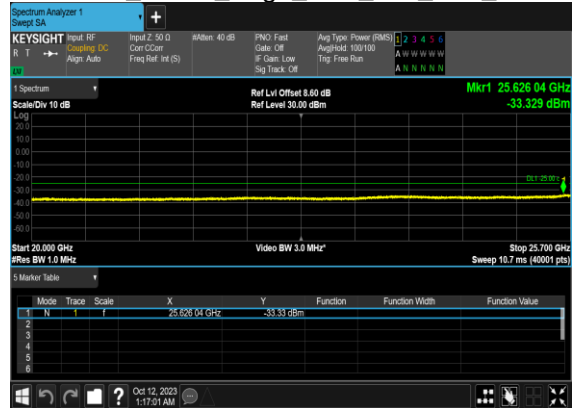 Spectrum Analyzer 1
Swept SA
+
KEYSIGHT Input: RF Input Z: 50 Ω #Atten: 40 dB PNO: Fast Avg Type: Power (RMS) 1 2 3 4 5 6
R T Coupling: DC Corr CCorr Gate: Off Avg|Hold: 100/100 A W W W W W
Align: Auto Freq Ref: Int (S) IF Gain: Low Trig: Free Run
Sig Track: Off A N N N N N
1 Spectrum Ref Lvl Offset 8.60 dB Mkr1 25.626 04 GHz
Scale/Div 10 dB Ref Level 30.00 dBm -33.329 dBm
Log
20.0
10.0
0.00
-10.0
-20.0
DL1 -25.00
-30.0
-40.0
-50.0
-60.0
Start 20.000 GHz Video BW 3.0 MHz* Stop 25.700 GHz
#Res BW 1.0 MHz Sweep 10.7 ms (40001 pts)
5 Marker Table
Mode Trace Scale X Y Function Function Width Function Value
1 N 1 f 25.626 04 GHz -33.33 dBm
2
3
4
5
6
? Oct 12, 2023
1:17:01 AM